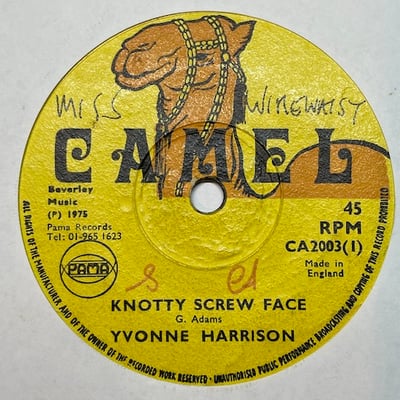 MISS WIREWAIST
CAMEL
Beverley
Music
(P) 1975
Pama Records
Tel: 01-965 1623
45
RPM
CA2003(1)
Made in
England
PAMA
KNOTTY SCREW FACE
G. Adams
YVONNE HARRISON
ALL RIGHTS OF THE MANUFACTURER AND OF THE OWNER OF THE RECORDED WORK RESERVED · UNAUTHORISED PUBLIC PERFORMANCE BROADCASTING AND COPYING OF THIS RECORD PROHIBITED